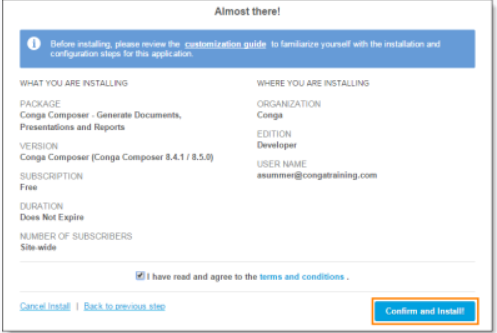 Almost there!
Before installing, please review the customization guide to familiarize yourself with the installation and
configuration steps for this application.
WHAT YOU ARE INSTALLING
PACKAGE
Conga Composer - Generate Documents,
Presentations and Reports
VERSION
Conga Composer (Conga Composer 8.4.1 / 8.5.0)
SUBSCRIPTION
Free
DURATION
Does Not Expire
NUMBER OF SUBSCRIBERS
Site-wide
WHERE YOU ARE INSTALLING
ORGANIZATION
Conga
EDITION
Developer
USER NAME
asummer@congatraining.com
I have read and agree to the terms and conditions .
Cancel Install | Back to previous step
Confirm and Install!